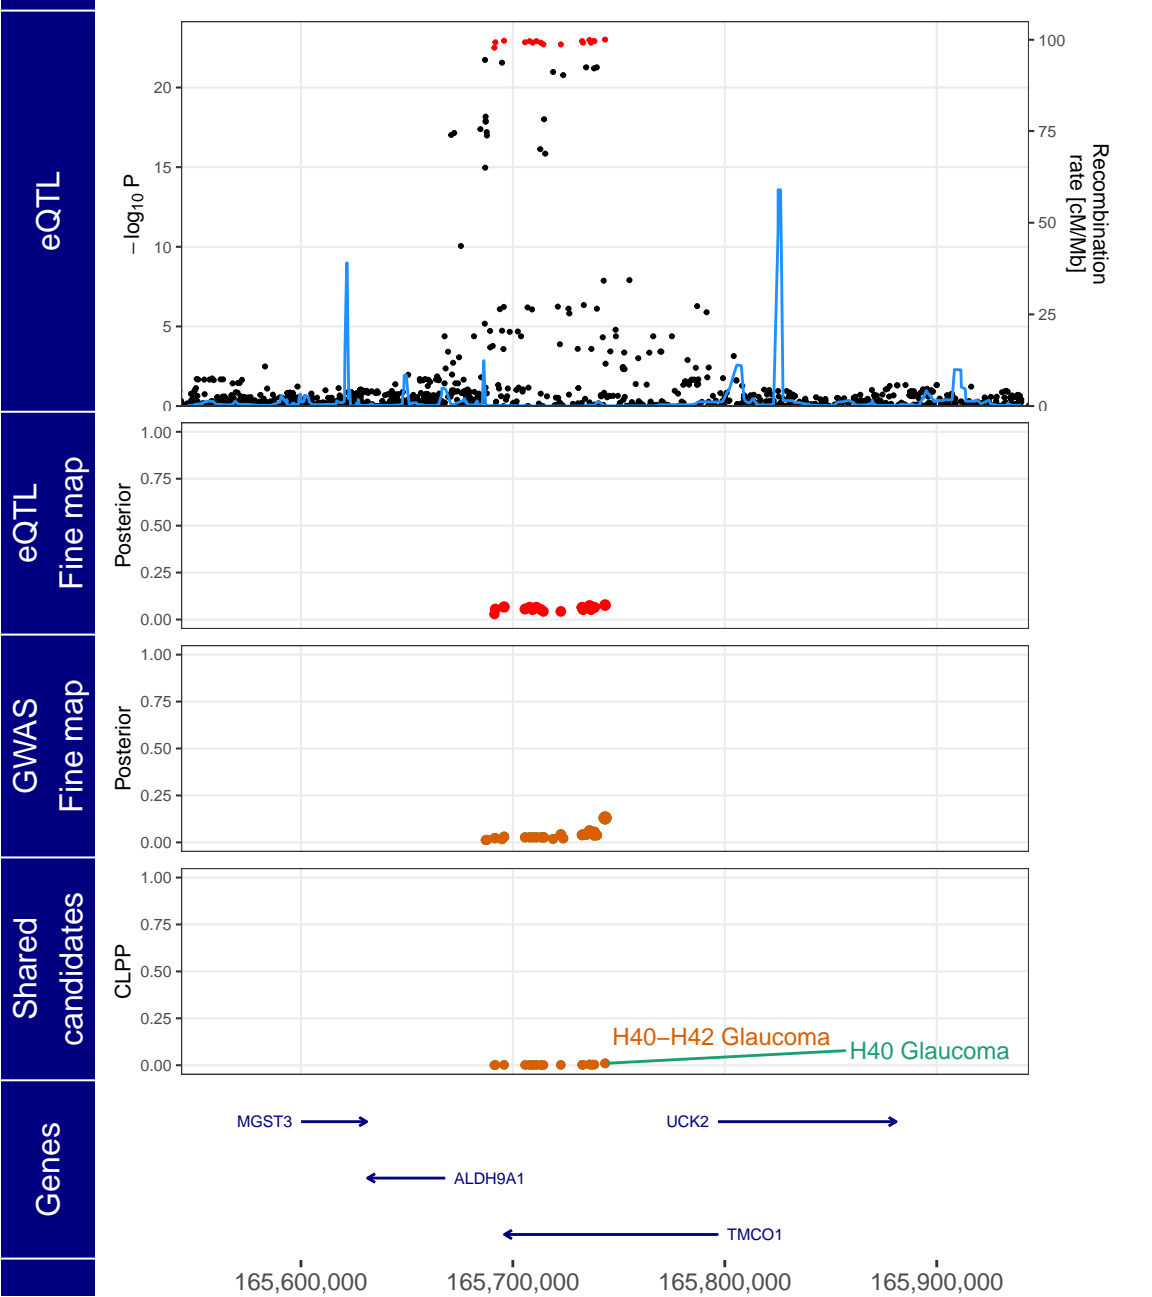 eQTL
20
15
10
5
0
−log10 P
100
75
50
25
0
Recombination
rate [cM/Mb]
eQTL
Fine map
Posterior
1.00
0.75
0.50
0.25
0.00
GWAS
Fine map
Posterior
1.00
0.75
0.50
0.25
0.00
Shared
candidates
CLPP
1.00
0.75
0.50
0.25
0.00
H40−H42 Glaucoma
H40 Glaucoma
Genes
MGST3
UCK2
ALDH9A1
TMCO1
165,600,000
165,700,000
165,800,000
165,900,000